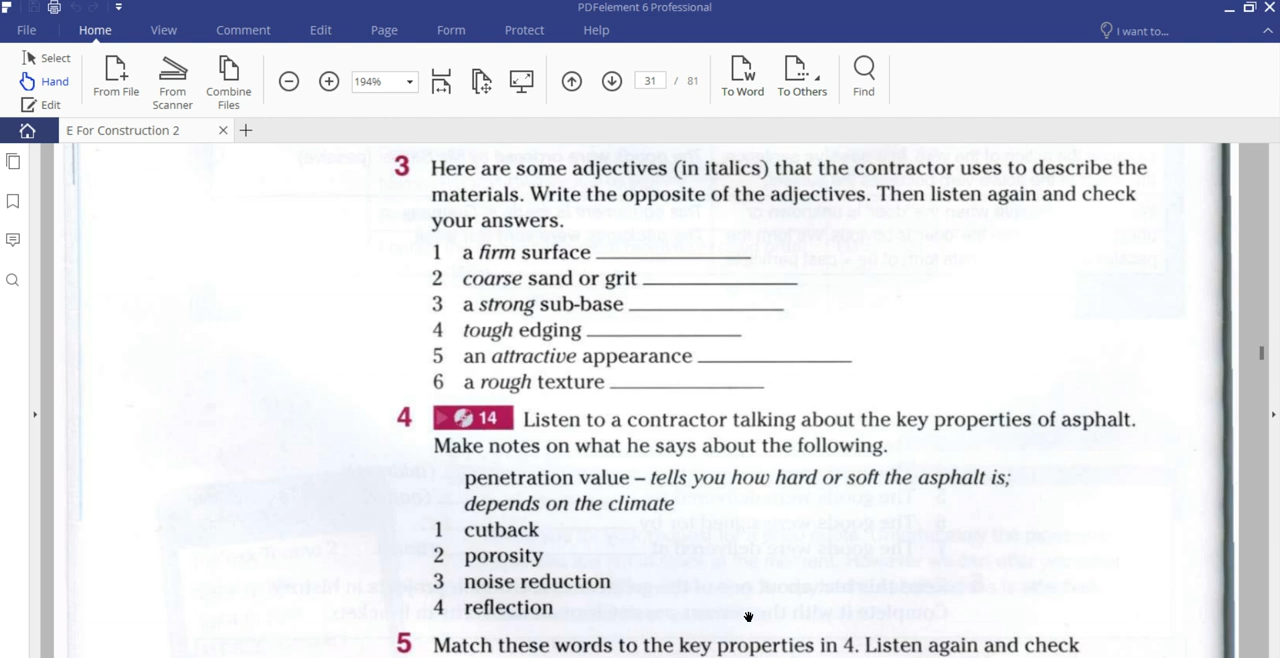 PDFelement 6 Professional
File Home View Comment Edit Page Form Protect Help I want to...
Select
Hand
Edit
From File
From Scanner
Combine Files
194%
31 / 81
To Word
To Others
Find
E For Construction 2
3 Here are some adjectives (in italics) that the contractor uses to describe the
materials. Write the opposite of the adjectives. Then listen again and check
your answers.
1 a firm surface
2 coarse sand or grit
3 a strong sub-base
4 tough edging
5 an attractive appearance
6 a rough texture
4 14 Listen to a contractor talking about the key properties of asphalt.
Make notes on what he says about the following.
penetration value – tells you how hard or soft the asphalt is;
depends on the climate
1 cutback
2 porosity
3 noise reduction
4 reflection
5 Match these words to the key properties in 4. Listen again and check